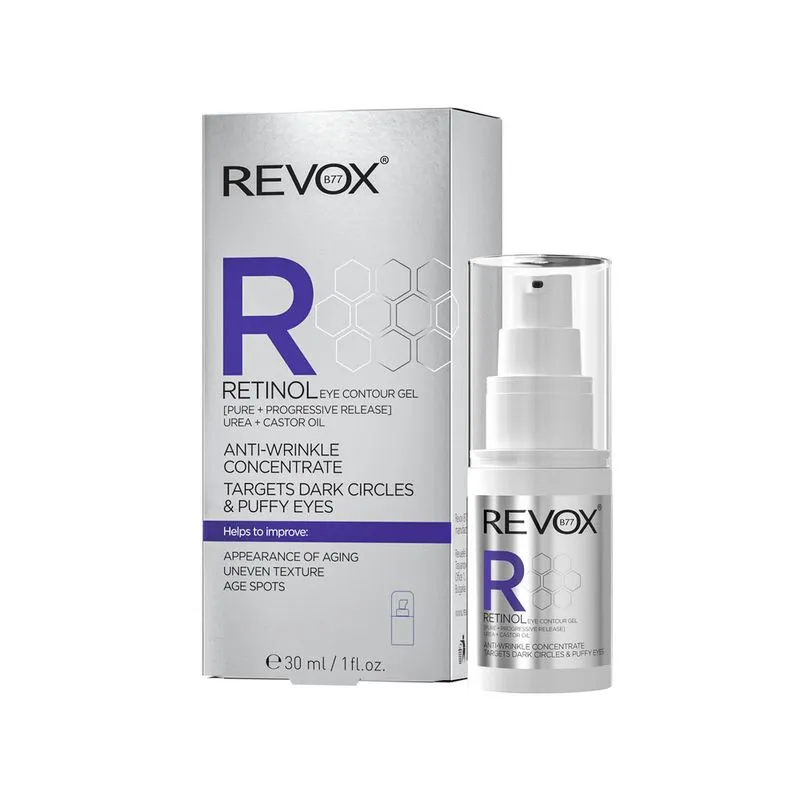 REVOX B77®
R
RETINOL EYE CONTOUR GEL
[PURE + PROGRESSIVE RELEASE]
UREA + CASTOR OIL
ANTI-WRINKLE
CONCENTRATE
TARGETS DARK CIRCLES
& PUFFY EYES
Helps to improve:
APPEARANCE OF AGING
UNEVEN TEXTURE
AGE SPOTS
℮ 30 ml / 1fl.oz.
REVOX B77®
R
RETINOL EYE CONTOUR GEL
[PURE + PROGRESSIVE RELEASE]
UREA + CASTOR OIL
ANTI-WRINKLE CONCENTRATE
TARGETS DARK CIRCLES & PUFFY EYES